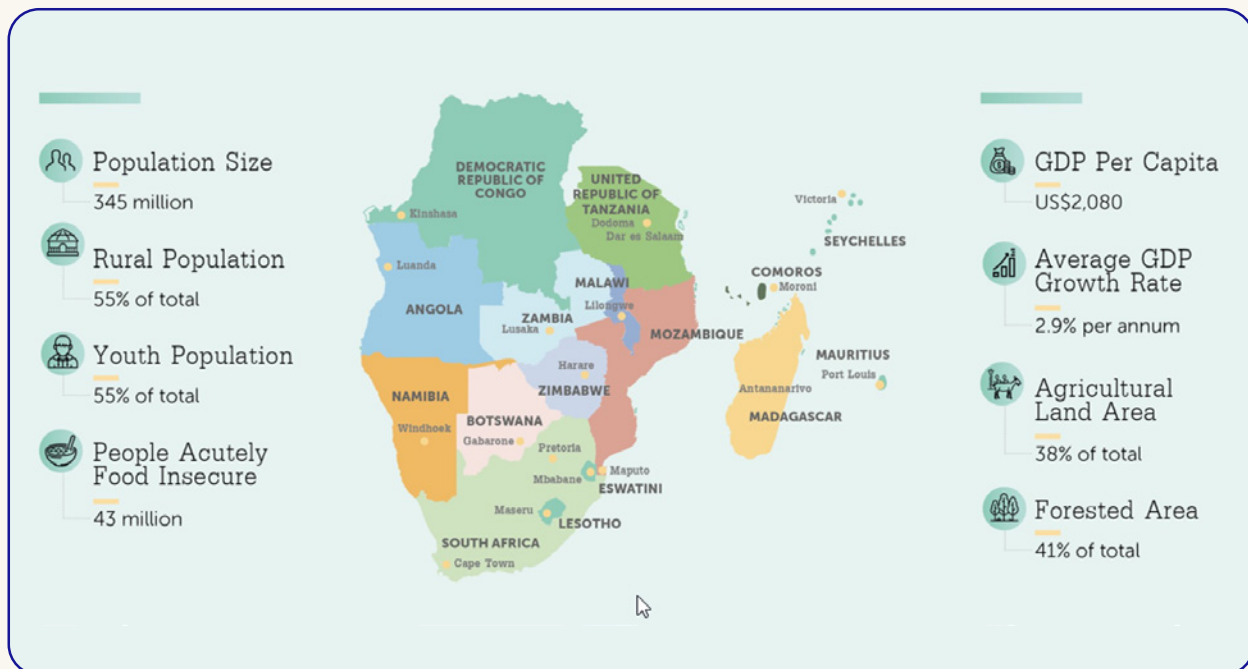 Population Size
345 million
Rural Population
55% of total
Youth Population
55% of total
People Acutely
Food Insecure
43 million
DEMOCRATIC
REPUBLIC OF
CONGO
Kinshasa
UNITED
REPUBLIC OF
TANZANIA
Dodoma
Dar es Salaam
Luanda
ANGOLA
MALAWI
Lilongwe
ZAMBIA
Lusaka
MOZAMBIQUE
Harare
ZIMBABWE
NAMIBIA
Windhoek
BOTSWANA
Gabarone
Pretoria
Mbabane
Maputo
ESWATINI
Maseru
LESOTHO
SOUTH AFRICA
Cape Town
Victoria
SEYCHELLES
COMOROS
Moroni
MAURITIUS
Port Louis
Antananarivo
MADAGASCAR
GDP Per Capita
US$2,080
Average GDP
Growth Rate
2.9% per annum
Agricultural
Land Area
38% of total
Forested Area
41% of total